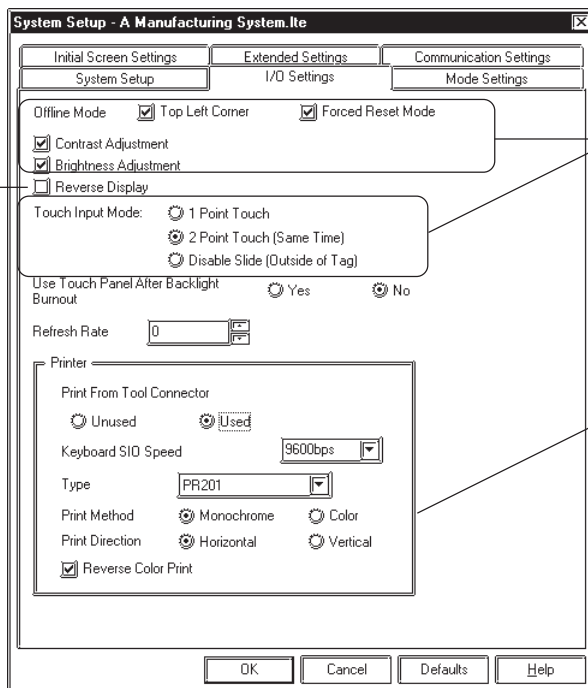 System Setup - A Manufacturing System.lte
Initial Screen Settings Extended Settings Communication Settings
System Setup I/O Settings Mode Settings
Offline Mode Top Left Corner Forced Reset Mode
Contrast Adjustment
Brightness Adjustment
Reverse Display
Touch Input Mode: 1 Point Touch
2 Point Touch (Same Time)
Disable Slide (Outside of Tag)
Use Touch Panel After Backlight
Burnout Yes No
Refresh Rate 0
Printer
Print From Tool Connector
Unused Used
Keyboard SIO Speed 9600bps
Type PR201
Print Method Monochrome Color
Print Direction Horizontal Vertical
Reverse Color Print
OK Cancel Defaults Help